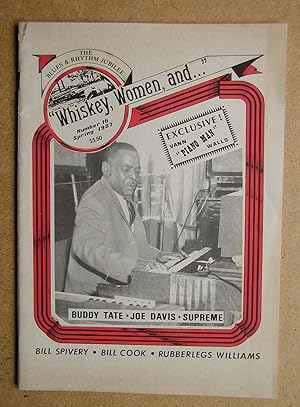 THE
BLUES & RHYTHM JUBILEE
"Whiskey, Women, and..."
Number 16
Spring 1987
$3.50
EXCLUSIVE!
VANN
"PIANO MAN"
WALLS
BUDDY TATE • JOE DAVIS • SUPREME
BILL SPIVERY • BILL COOK • RUBBERLEGS WILLIAMS